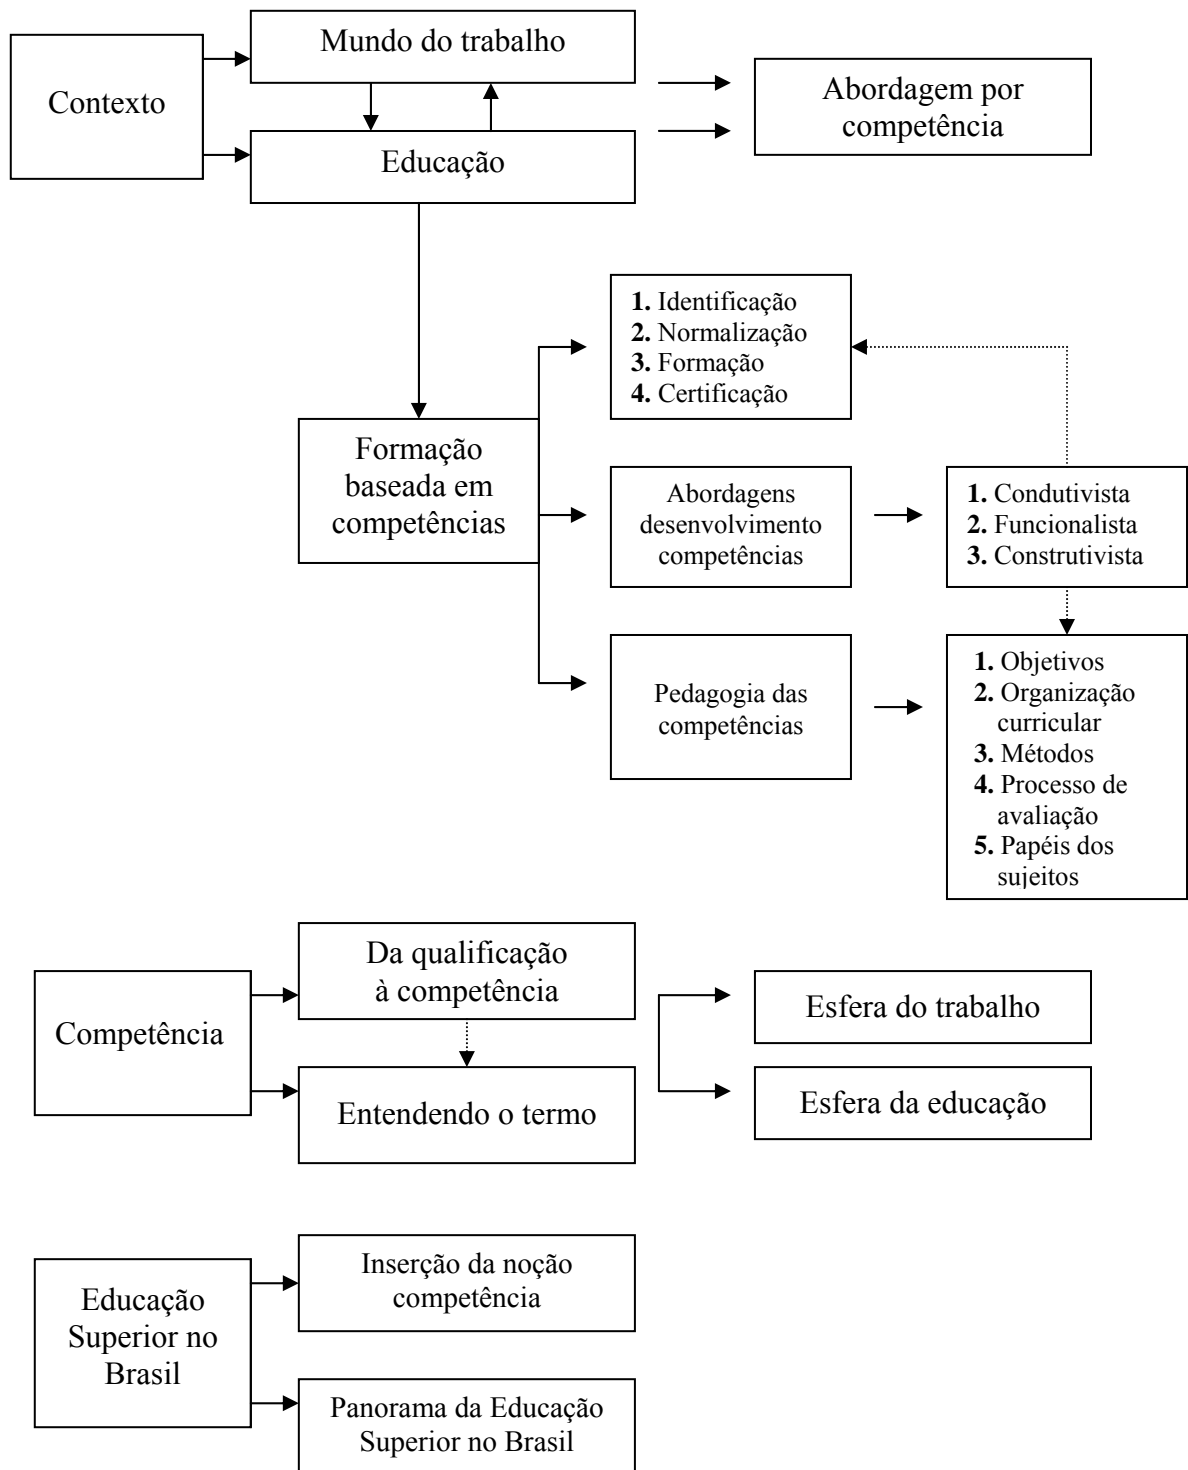 Mundo do trabalho
Contexto
Educação
Abordagem por
competência
1. Identificação
2. Normalização
3. Formação
4. Certificação
Formação
baseada em
competências
Abordagens
desenvolvimento
competências
1. Condutivista
2. Funcionalista
3. Construtivista
Pedagogia das
competências
1. Objetivos
2. Organização
curricular
3. Métodos
4. Processo de
avaliação
5. Papéis dos
sujeitos
Competência
Da qualificação
à competência
Entendendo o termo
Esfera do trabalho
Esfera da educação
Educação
Superior no
Brasil
Inserção da noção
competência
Panorama da Educação
Superior no Brasil